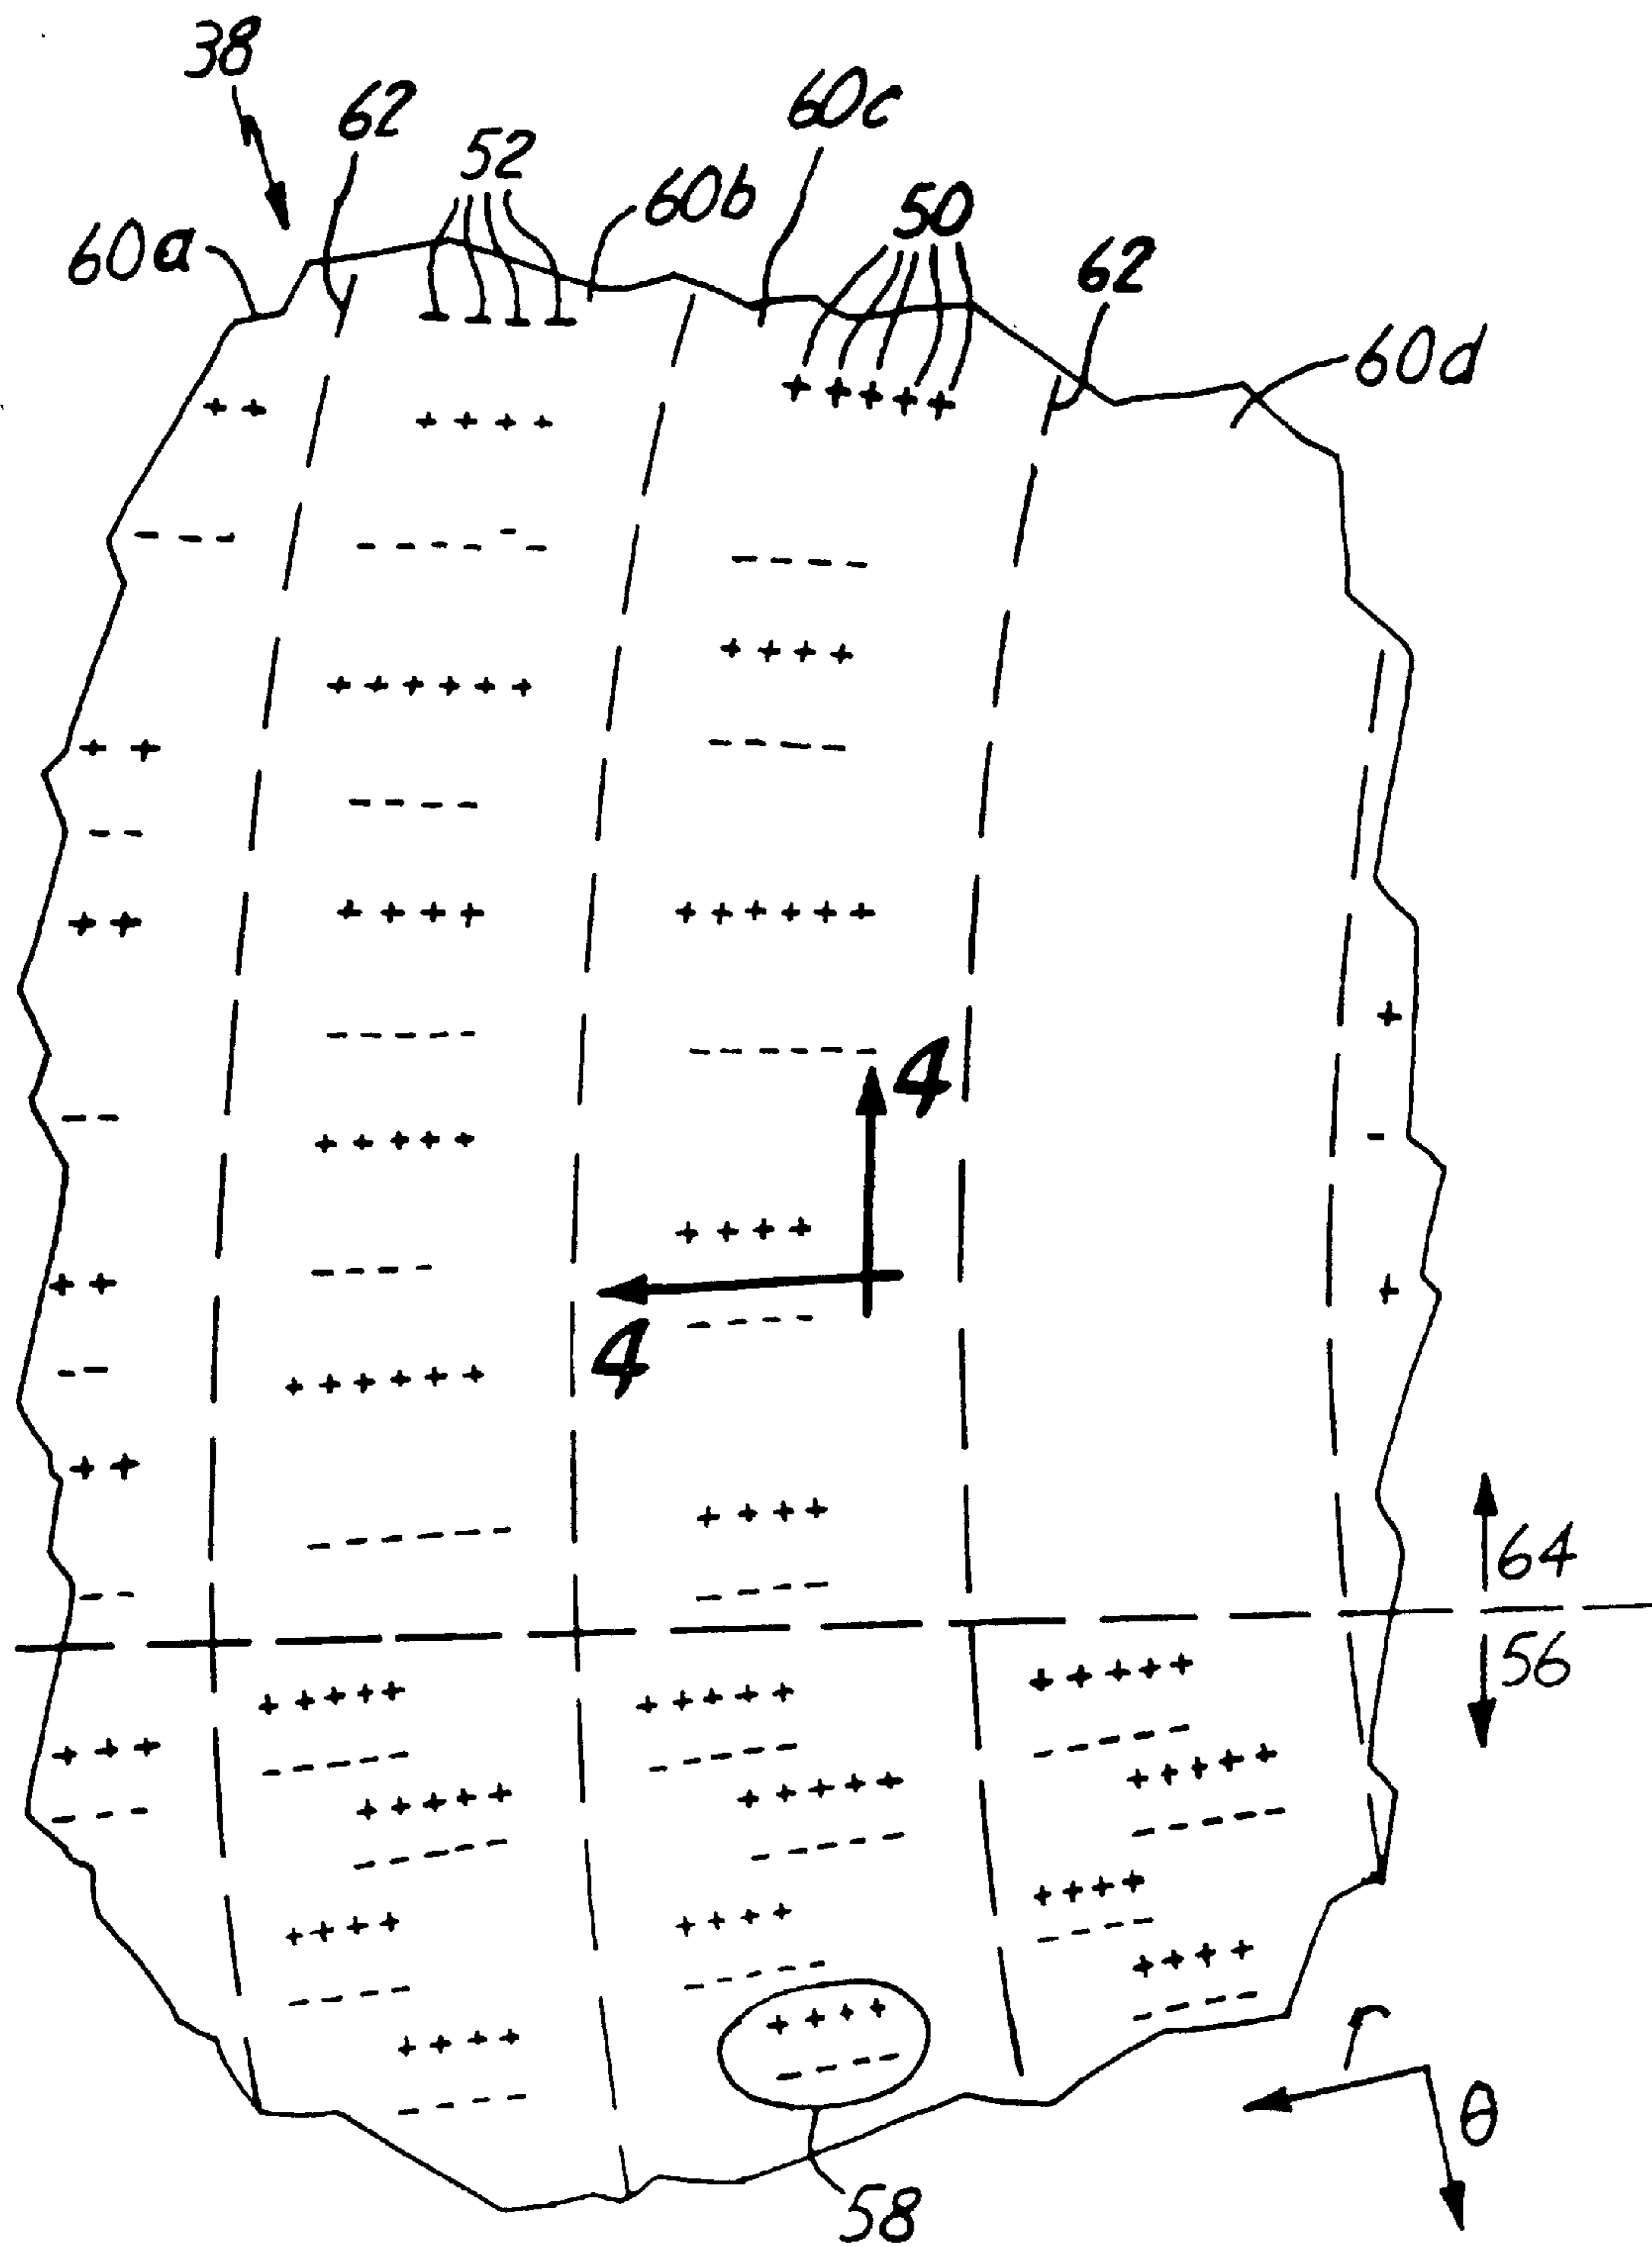 38
62
52
60c
60b
50
60a
62
60d
+ + + + +
+ +
+ + + +
- - -
- - - - - -
- - - -
+ + + +
+ + + + + +
+ +
- - - -
- - - -
- -
+ +
+ + + +
+ + + + + +
+
- - - - -
- - - - - -
4
- -
+ + + + +
-
+ + + +
- - - -
+ +
+
- - - -
4
- -
+ + + + + +
+ +
+ + + +
- - - - - -
64
- -
- - - -
56
+ + + + +
+ + + + +
+ + + + +
+ + +
- - - - -
- - - - -
- - - - -
+ + + + +
+ + + + +
+ + + + +
- - -
- - - - -
- - - - -
- - - - -
+ + + +
+ + + +
+ + + +
- - - -
- - - -
- - - - -
+ + + +
- - - -
+ + + +
+ + + +
- - - -
- - - -
r
θ
58